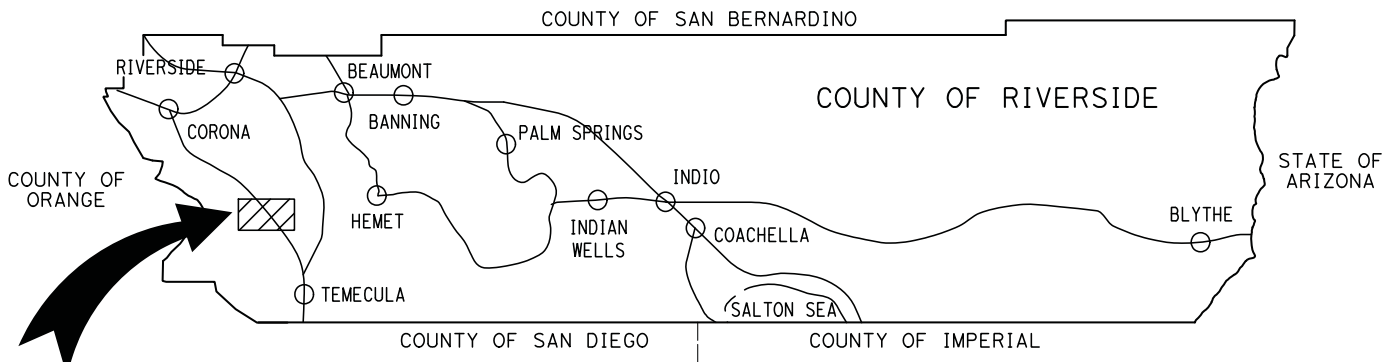 COUNTY OF SAN BERNARDINO
RIVERSIDE
BEAUMONT
COUNTY OF RIVERSIDE
CORONA
BANNING
PALM SPRINGS
COUNTY OF
ORANGE
STATE OF
ARIZONA
INDIO
HEMET
INDIAN
WELLS
COACHELLA
BLYTHE
TEMECULA
SALTON SEA
COUNTY OF SAN DIEGO
COUNTY OF IMPERIAL